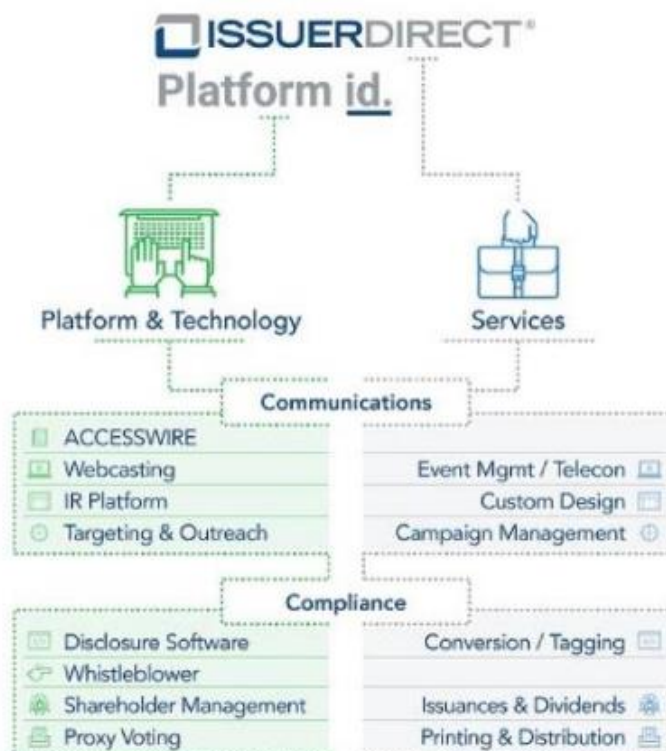 ISSUERDIRECT®
Platform id.
Platform & Technology
Services
Communications
ACCESSWIRE
Webcasting
Event Mgmt / Telecon
IR Platform
Custom Design
Targeting & Outreach
Campaign Management
Compliance
Disclosure Software
Conversion / Tagging
Whistleblower
Shareholder Management
Issuances & Dividends
Proxy Voting
Printing & Distribution